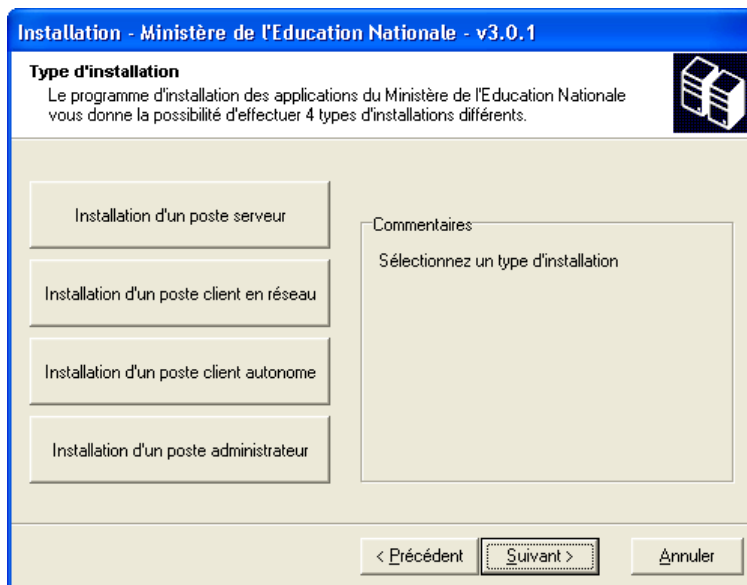 Installation - Ministère de l'Education Nationale - v3.0.1
Type d'installation
Le programme d'installation des applications du Ministère de l'Education Nationale
vous donne la possibilité d'effectuer 4 types d'installations différents.
Installation d'un poste serveur
Installation d'un poste client en réseau
Installation d'un poste client autonome
Installation d'un poste administrateur
Commentaires
Sélectionnez un type d'installation
< Précédent
Suivant >
Annuler